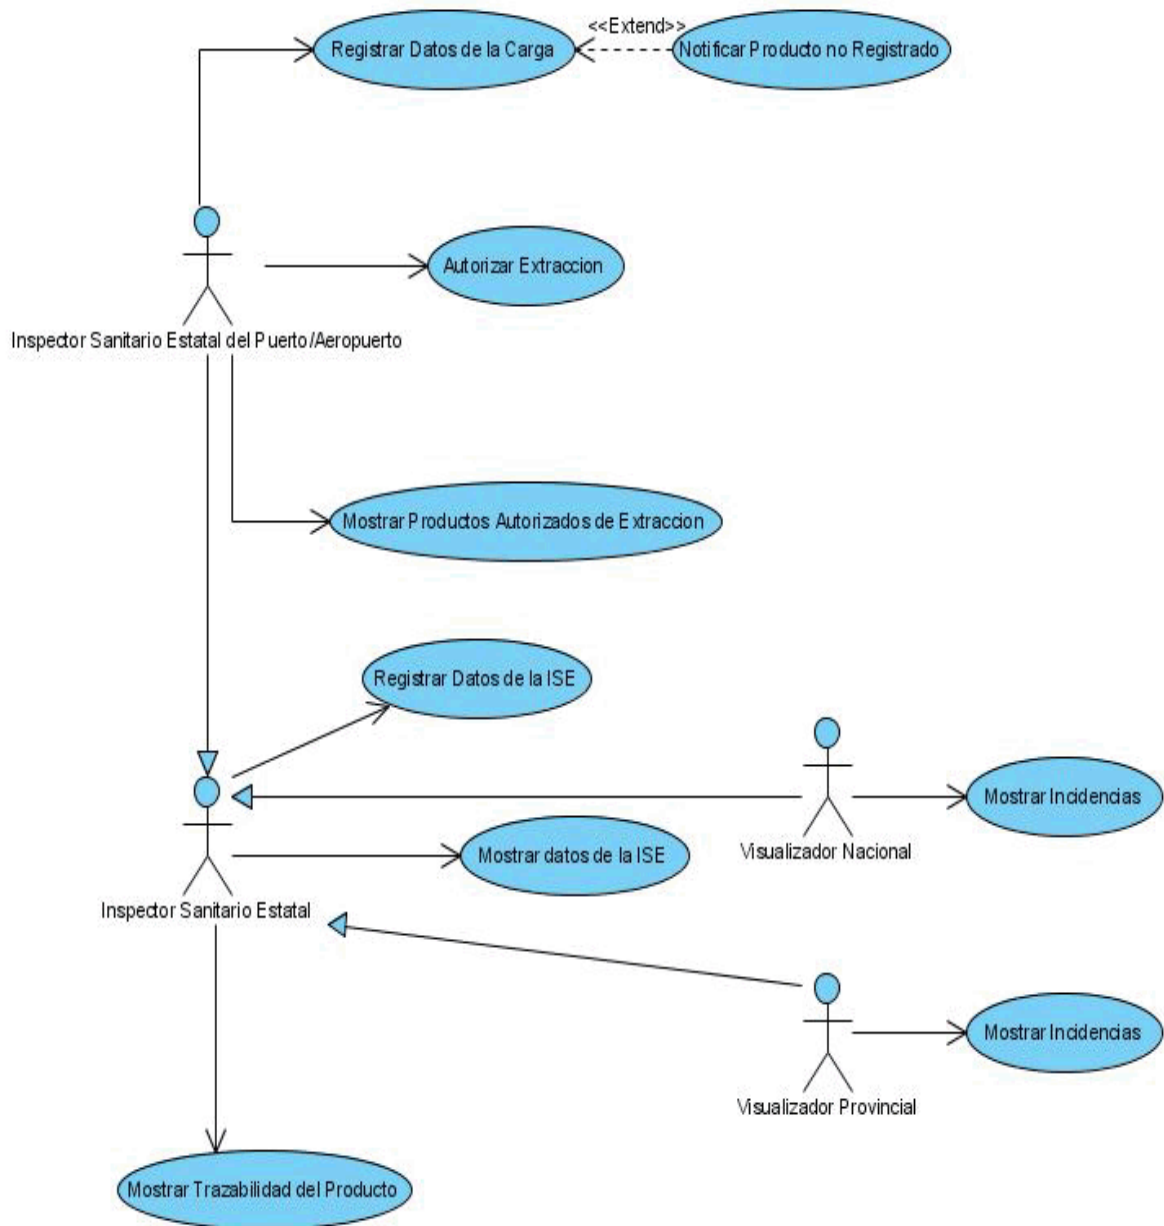 <<Extend>>
Registrar Datos de la Carga
Notificar Producto no Registrado
Autorizar Extraccion
Inspector Sanitario Estatal del Puerto/Aeropuerto
Mostrar Productos Autorizados de Extraccion
Registrar Datos de la ISE
Mostrar Incidencias
Visualizador Nacional
Mostrar datos de la ISE
Inspector Sanitario Estatal
Mostrar Incidencias
Visualizador Provincial
Mostrar Trazabilidad del Producto